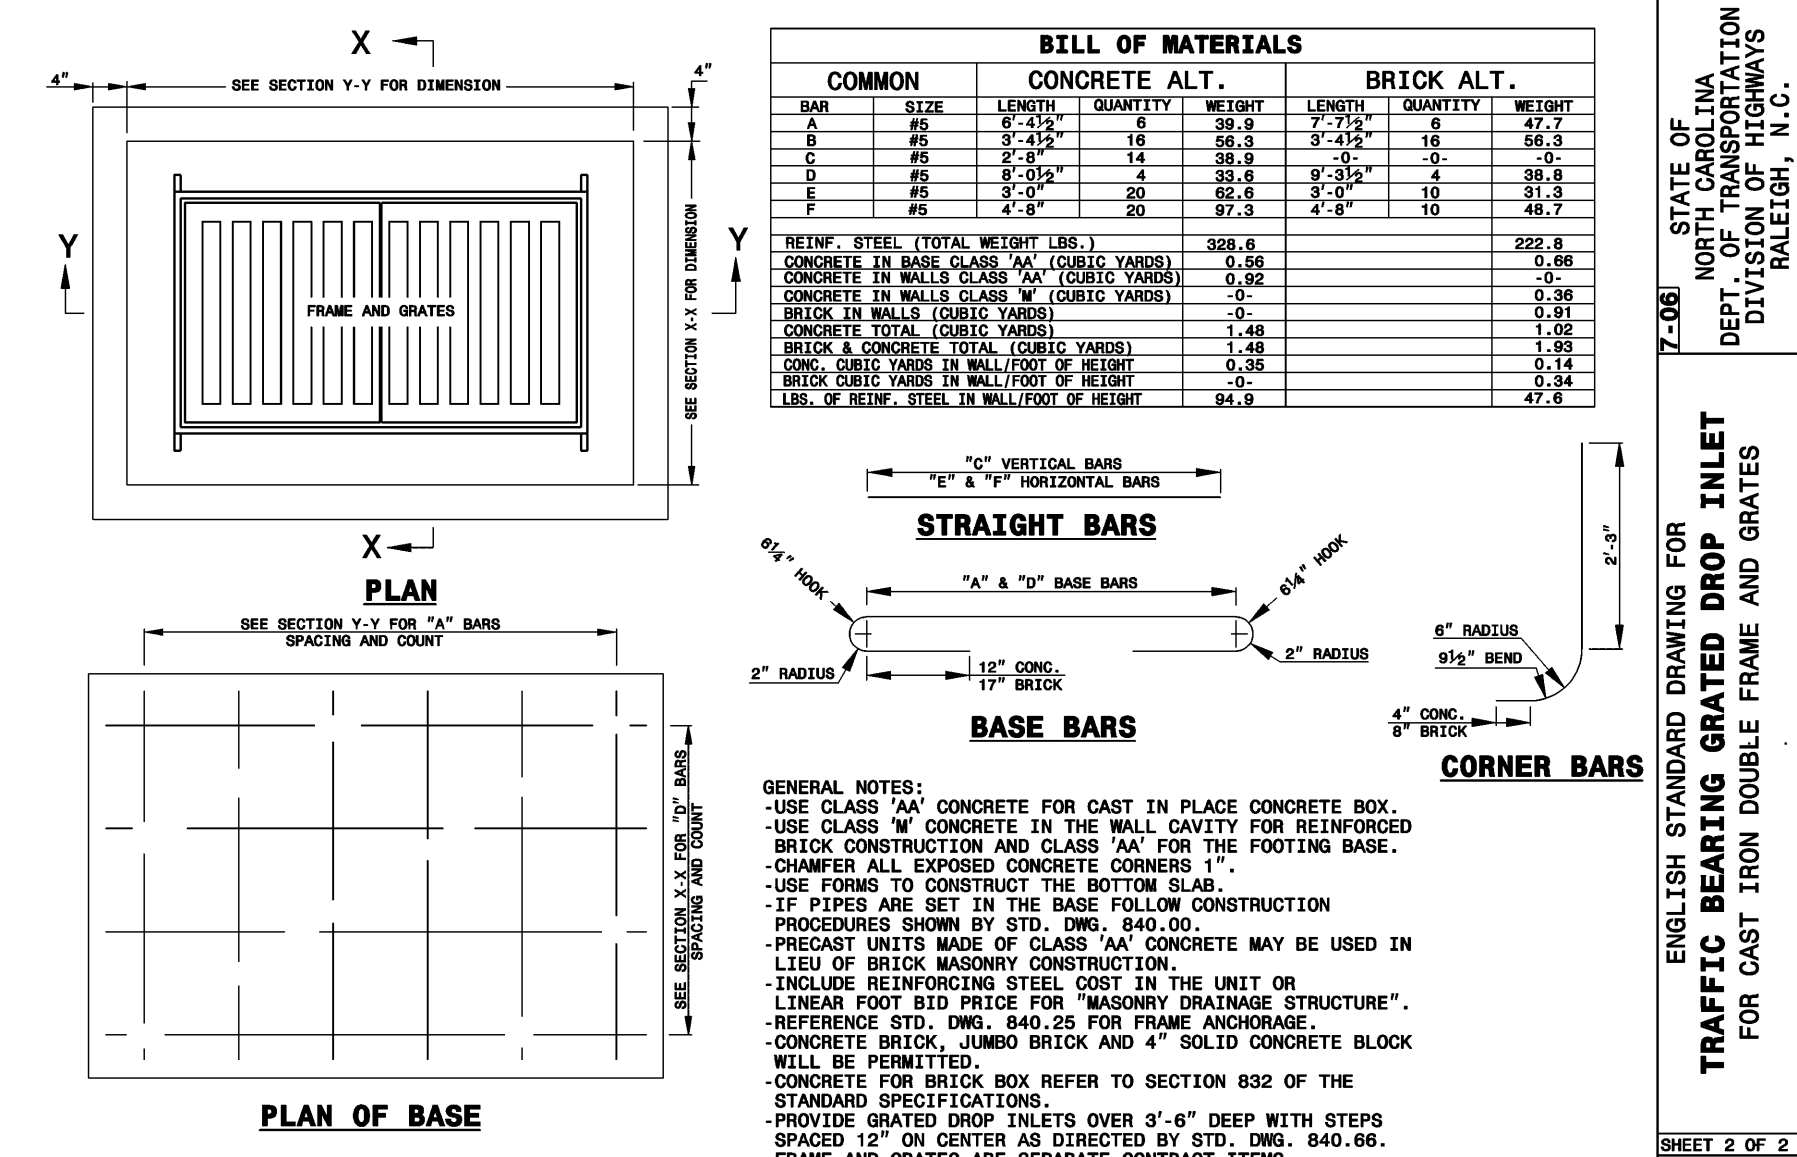 X
4"
SEE SECTION Y-Y FOR DIMENSION
4"
Y
FRAME AND GRATES
SEE SECTION X-X FOR DIMENSION
Y
X
PLAN
SEE SECTION Y-Y FOR "A" BARS
SPACING AND COUNT
SEE SECTION X-X FOR "D" BARS
SPACING AND COUNT
PLAN OF BASE
BILL OF MATERIALS
COMMON CONCRETE ALT. BRICK ALT.
BAR SIZE LENGTH QUANTITY WEIGHT LENGTH QUANTITY WEIGHT
A #5 6'-4½" 6 39.9 7'-7½" 6 47.7
B #5 3'-4½" 16 56.3 3'-4½" 16 56.3
C #5 2'-8" 14 38.9 -0- -0- -0-
D #5 8'-0½" 4 33.6 9'-3½" 4 38.8
E #5 3'-0" 20 62.6 3'-0" 10 31.3
F #5 4'-8" 20 97.3 4'-8" 10 48.7
REINF. STEEL (TOTAL WEIGHT LBS.) 328.6 222.8
CONCRETE IN BASE CLASS 'AA' (CUBIC YARDS) 0.56 0.66
CONCRETE IN WALLS CLASS 'AA' (CUBIC YARDS) 0.92 -0-
CONCRETE IN WALLS CLASS 'M' (CUBIC YARDS) -0- 0.36
BRICK IN WALLS (CUBIC YARDS) -0- 0.91
CONCRETE TOTAL (CUBIC YARDS) 1.48 1.02
BRICK & CONCRETE TOTAL (CUBIC YARDS) 1.48 1.93
CONC. CUBIC YARDS IN WALL/FOOT OF HEIGHT 0.35 0.14
BRICK CUBIC YARDS IN WALL/FOOT OF HEIGHT -0- 0.34
LBS. OF REINF. STEEL IN WALL/FOOT OF HEIGHT 94.9 47.6
"C" VERTICAL BARS
"E" & "F" HORIZONTAL BARS
STRAIGHT BARS
6¼" HOOK
"A" & "D" BASE BARS
6¼" HOOK
2" RADIUS
12" CONC.
17" BRICK
2" RADIUS
BASE BARS
2'-3"
6" RADIUS
9½" BEND
4" CONC.
8" BRICK
CORNER BARS
GENERAL NOTES:
-USE CLASS 'AA' CONCRETE FOR CAST IN PLACE CONCRETE BOX.
-USE CLASS 'M' CONCRETE IN THE WALL CAVITY FOR REINFORCED
BRICK CONSTRUCTION AND CLASS 'AA' FOR THE FOOTING BASE.
-CHAMFER ALL EXPOSED CONCRETE CORNERS 1".
-USE FORMS TO CONSTRUCT THE BOTTOM SLAB.
-IF PIPES ARE SET IN THE BASE FOLLOW CONSTRUCTION
PROCEDURES SHOWN BY STD. DWG. 840.00.
-PRECAST UNITS MADE OF CLASS 'AA' CONCRETE MAY BE USED IN
LIEU OF BRICK MASONRY CONSTRUCTION.
-INCLUDE REINFORCING STEEL COST IN THE UNIT OR
LINEAR FOOT BID PRICE FOR "MASONRY DRAINAGE STRUCTURE".
-REFERENCE STD. DWG. 840.25 FOR FRAME ANCHORAGE.
-CONCRETE BRICK, JUMBO BRICK AND 4" SOLID CONCRETE BLOCK
WILL BE PERMITTED.
-CONCRETE FOR BRICK BOX REFER TO SECTION 832 OF THE
STANDARD SPECIFICATIONS.
-PROVIDE GRATED DROP INLETS OVER 3'-6" DEEP WITH STEPS
SPACED 12" ON CENTER AS DIRECTED BY STD. DWG. 840.66.
FRAME AND GRATES ARE SEPARATE CONTRACT ITEMS
7-06
STATE OF
NORTH CAROLINA
DEPT. OF TRANSPORTATION
DIVISION OF HIGHWAYS
RALEIGH, N.C.
ENGLISH STANDARD DRAWING FOR
TRAFFIC BEARING GRATED DROP INLET
FOR CAST IRON DOUBLE FRAME AND GRATES
SHEET 2 OF 2